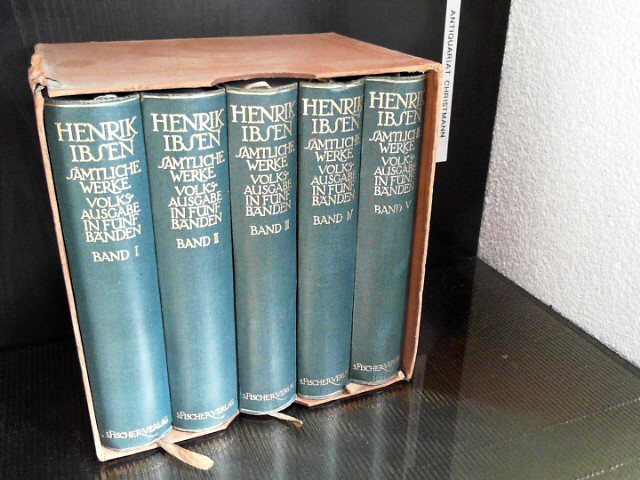 HENRIK
IBSEN
SÄMTLICHE
WERKE
VOLKS-
AUSGABE
IN FÜNF
BÄNDEN
BAND I
S. FISCHER VERLAG
HENRIK
IBSEN
SÄMTLICHE
WERKE
VOLKS-
AUSGABE
IN FÜNF
BÄNDEN
BAND II
S. FISCHER VERLAG
HENRIK
IBSEN
SÄMTLICHE
WERKE
VOLKS-
AUSGABE
IN FÜNF
BÄNDEN
BAND III
S. FISCHER VERLAG
HENRIK
IBSEN
SÄMTLICHE
WERKE
VOLKS-
AUSGABE
IN FÜNF
BÄNDEN
BAND IV
S. FISCHER VERLAG
HENRIK
IBSEN
SÄMTLICHE
WERKE
VOLKS-
AUSGABE
IN FÜNF
BÄNDEN
BAND V
S. FISCHER VERLAG
ANTIQUARIAT CHRISTMANN